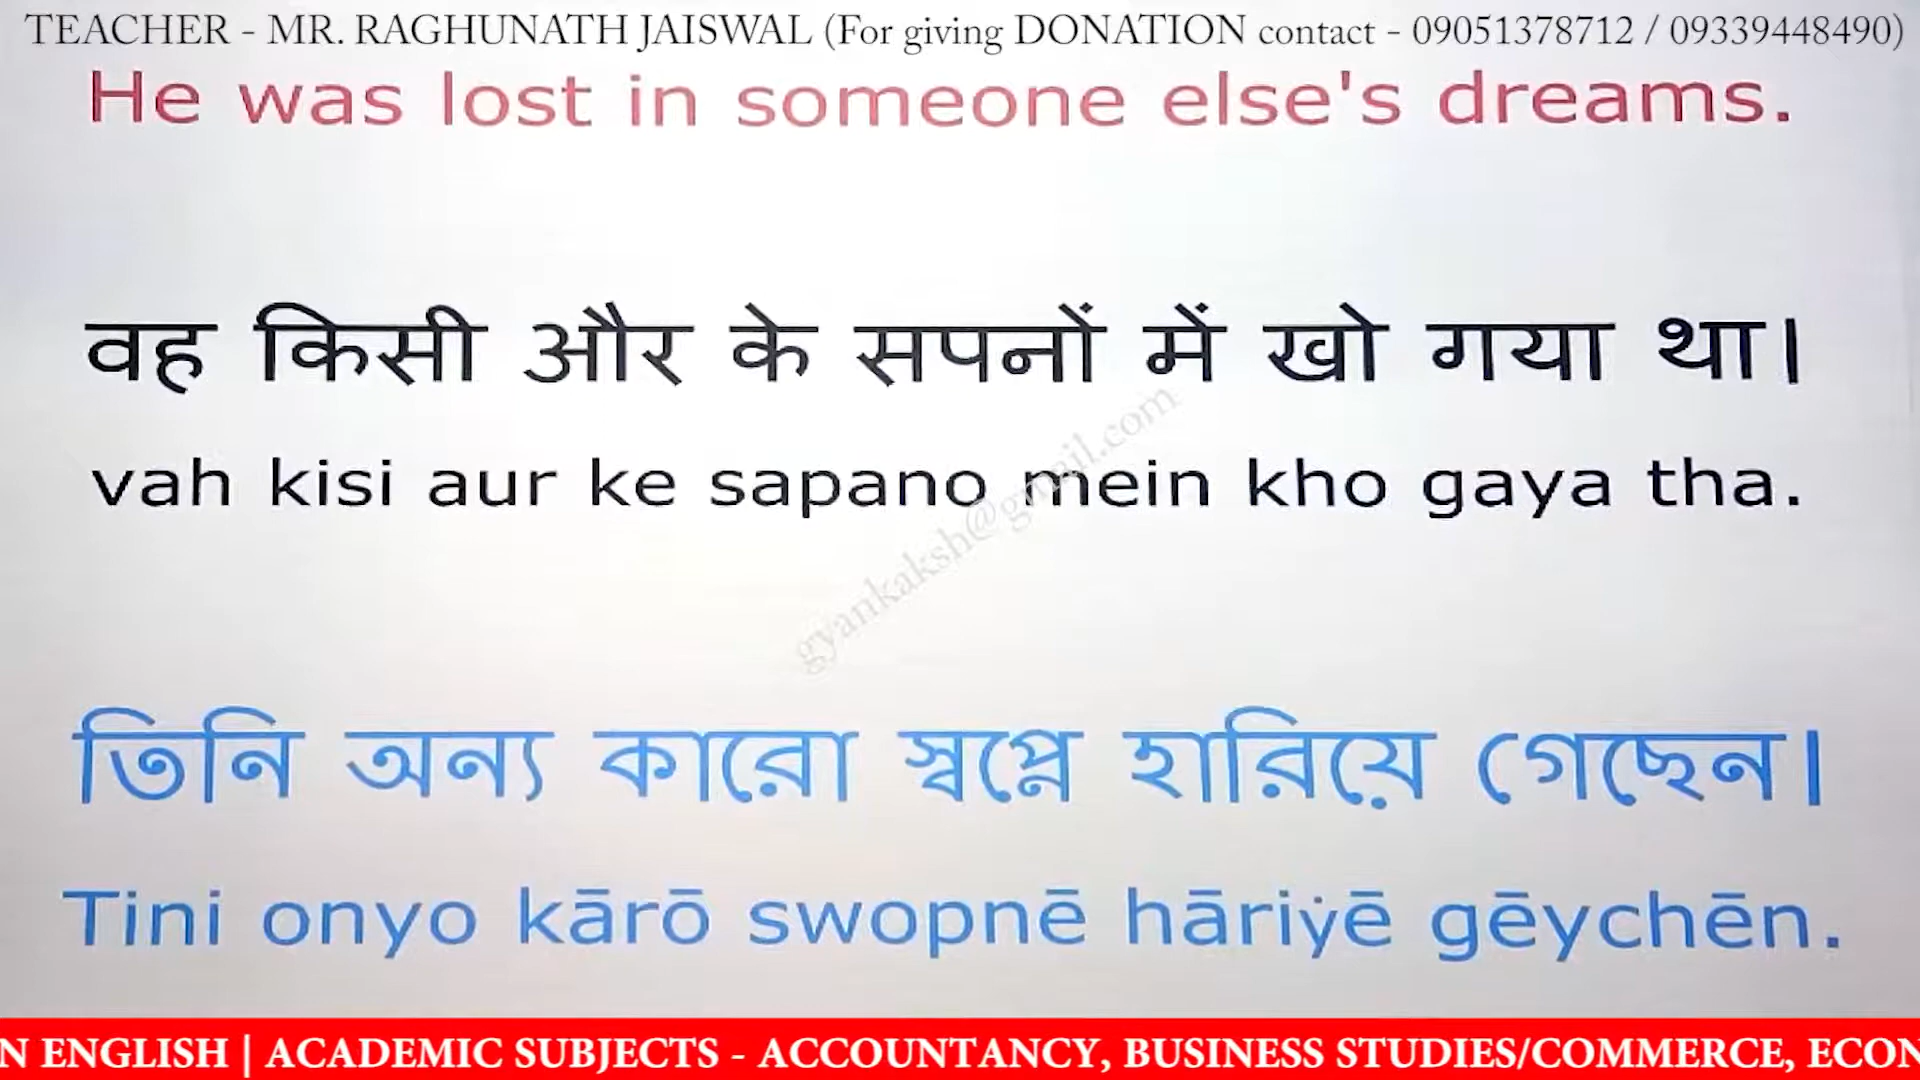 TEACHER - MR. RAGHUNATH JAISWAL (For giving DONATION contact - 09051378712 / 09339448490)
He was lost in someone else's dreams.
वह किसी और के सपनों में खो गया था।
vah kisi aur ke sapano mein kho gaya tha.
gyankaksh@gmail.com
তিনি অন্য কারো স্বপ্নে হারিয়ে গেছেন।
Tini onyo kārō swopnē hāriẏē gēychēn.
N ENGLISH | ACADEMIC SUBJECTS - ACCOUNTANCY, BUSINESS STUDIES/COMMERCE, ECON